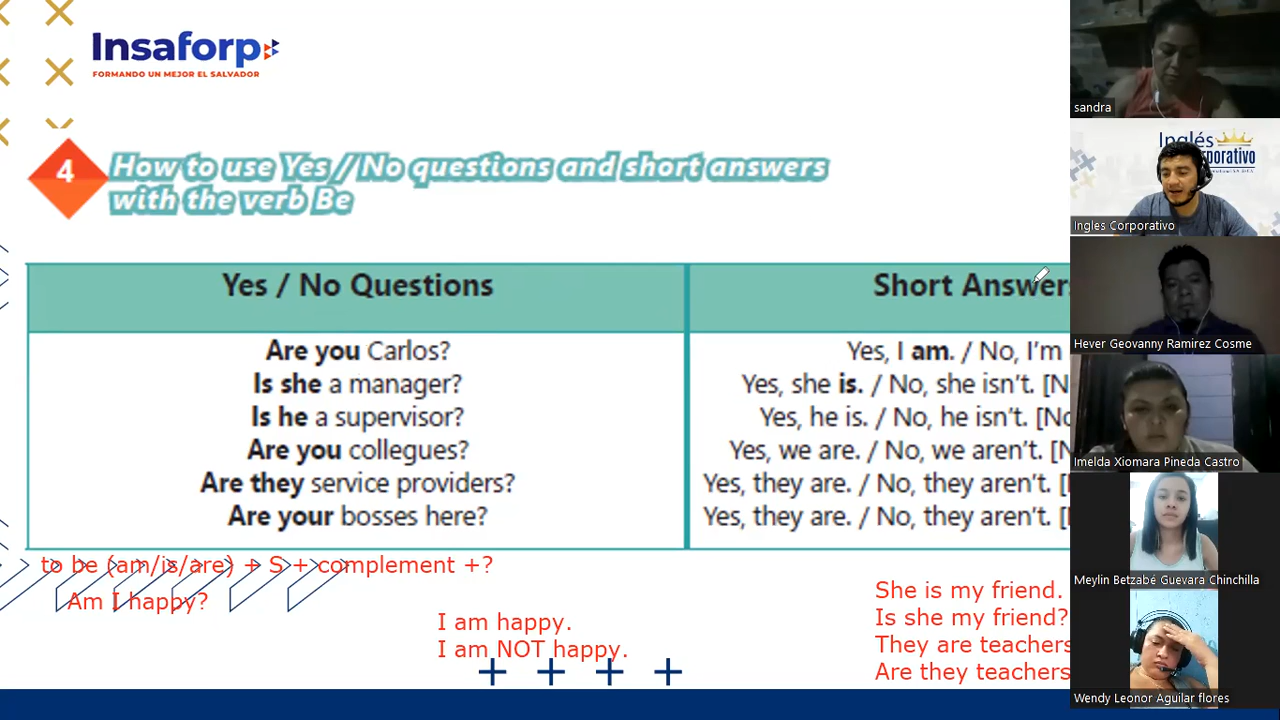 Insaforp
FORMANDO UN MEJOR EL SALVADOR
4
How to use Yes / No questions and short answers
with the verb Be
Yes / No Questions
Short Answers
Are you Carlos?
Yes, I am. / No, I'm
Is she a manager?
Yes, she is. / No, she isn't. [N
Is he a supervisor?
Yes, he is. / No, he isn't. [No
Are you collegues?
Yes, we are. / No, we aren't. [N
Are they service providers?
Yes, they are. / No, they aren't. [
Are your bosses here?
Yes, they are. / No, they aren't. [
to be (am/is/are) + S + complement +?
Am I happy?
I am happy.
I am NOT happy.
She is my friend.
Is she my friend?
They are teachers
Are they teachers
sandra
Inglés
Ingles Corporativo
Hever Geovanny Ramirez Cosme
Imelda Xiomara Pineda Castro
Meylin Betzabé Guevara Chinchilla
Wendy Leonor Aguilar flores